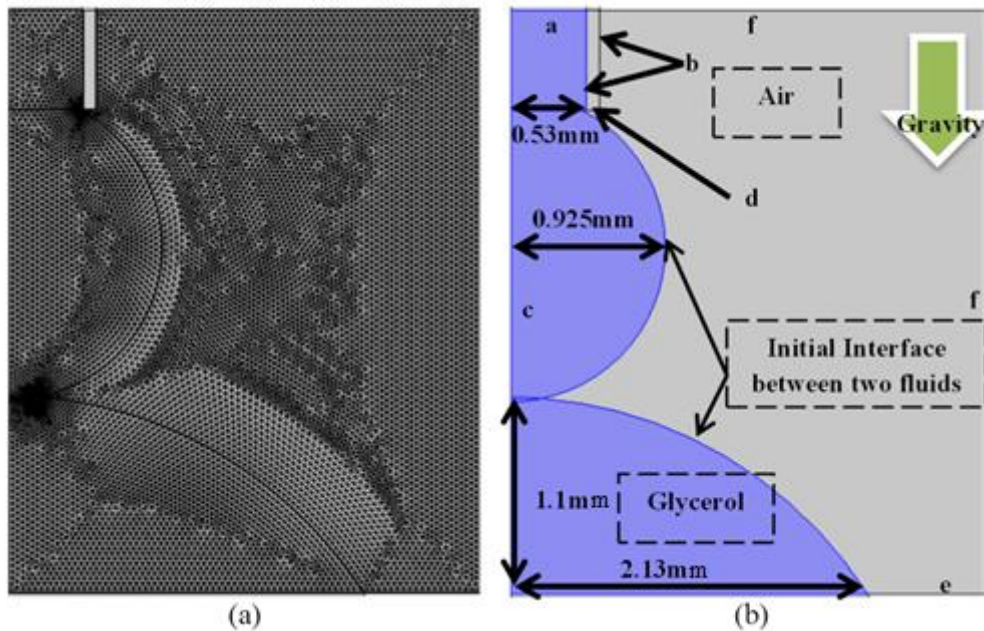 a
f
b
Air
Gravity
0.53mm
d
0.925mm
c
f
Initial Interface
between two fluids
1.1mm
Glycerol
2.13mm
e
(a)
(b)